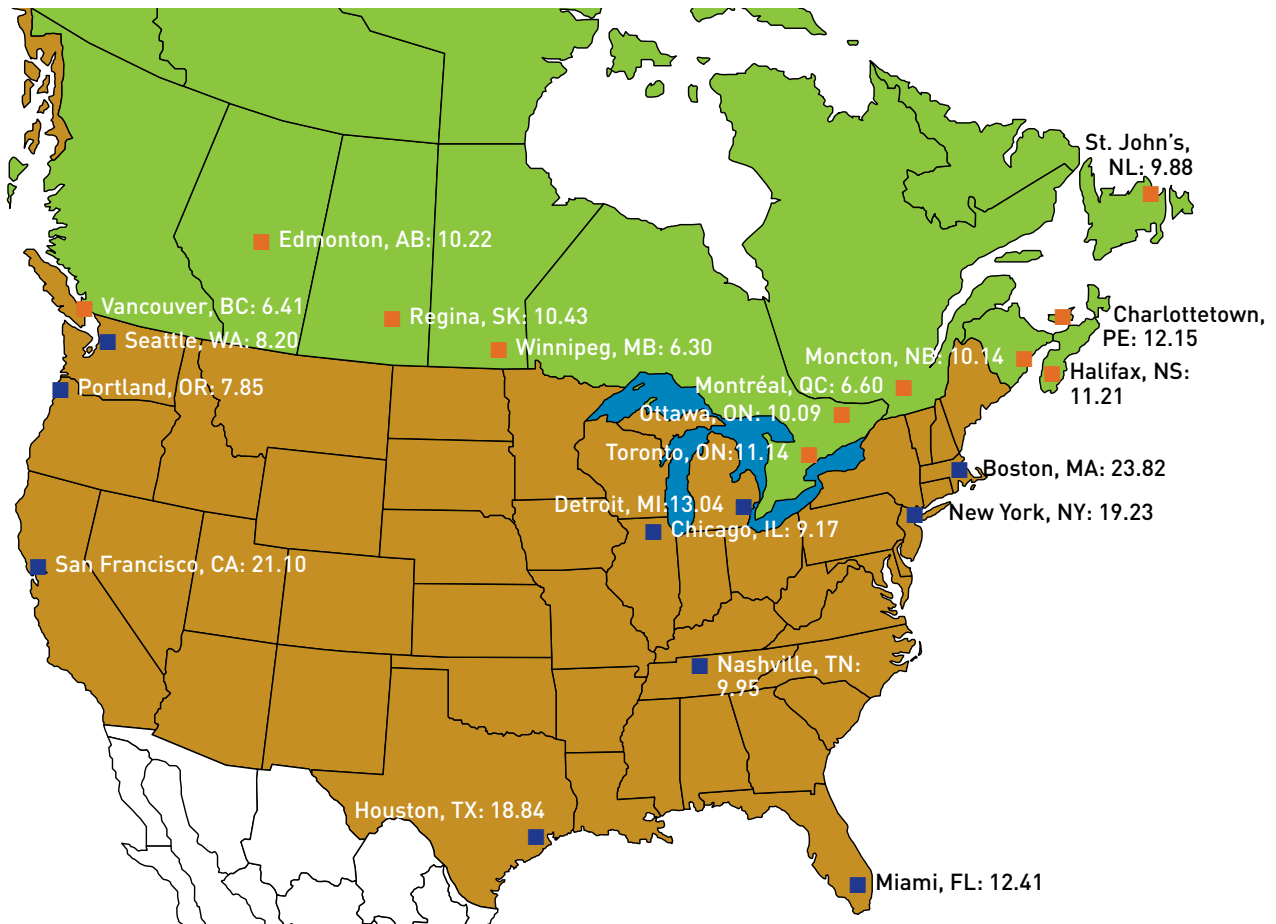 St. John’s,
NL: 9.88
Edmonton, AB: 10.22
Vancouver, BC: 6.41
Regina, SK: 10.43
Charlottetown,
PE: 12.15
Seattle, WA: 8.20
Winnipeg, MB: 6.30
Moncton, NB: 10.14
Halifax, NS:
11.21
Portland, OR: 7.85
Montréal, QC: 6.60
Ottawa, ON: 10.09
Toronto, ON:11.14
Boston, MA: 23.82
Detroit, MI:13.04
New York, NY: 19.23
Chicago, IL: 9.17
San Francisco, CA: 21.10
Nashville, TN:
9.95
Houston, TX: 18.84
Miami, FL: 12.41